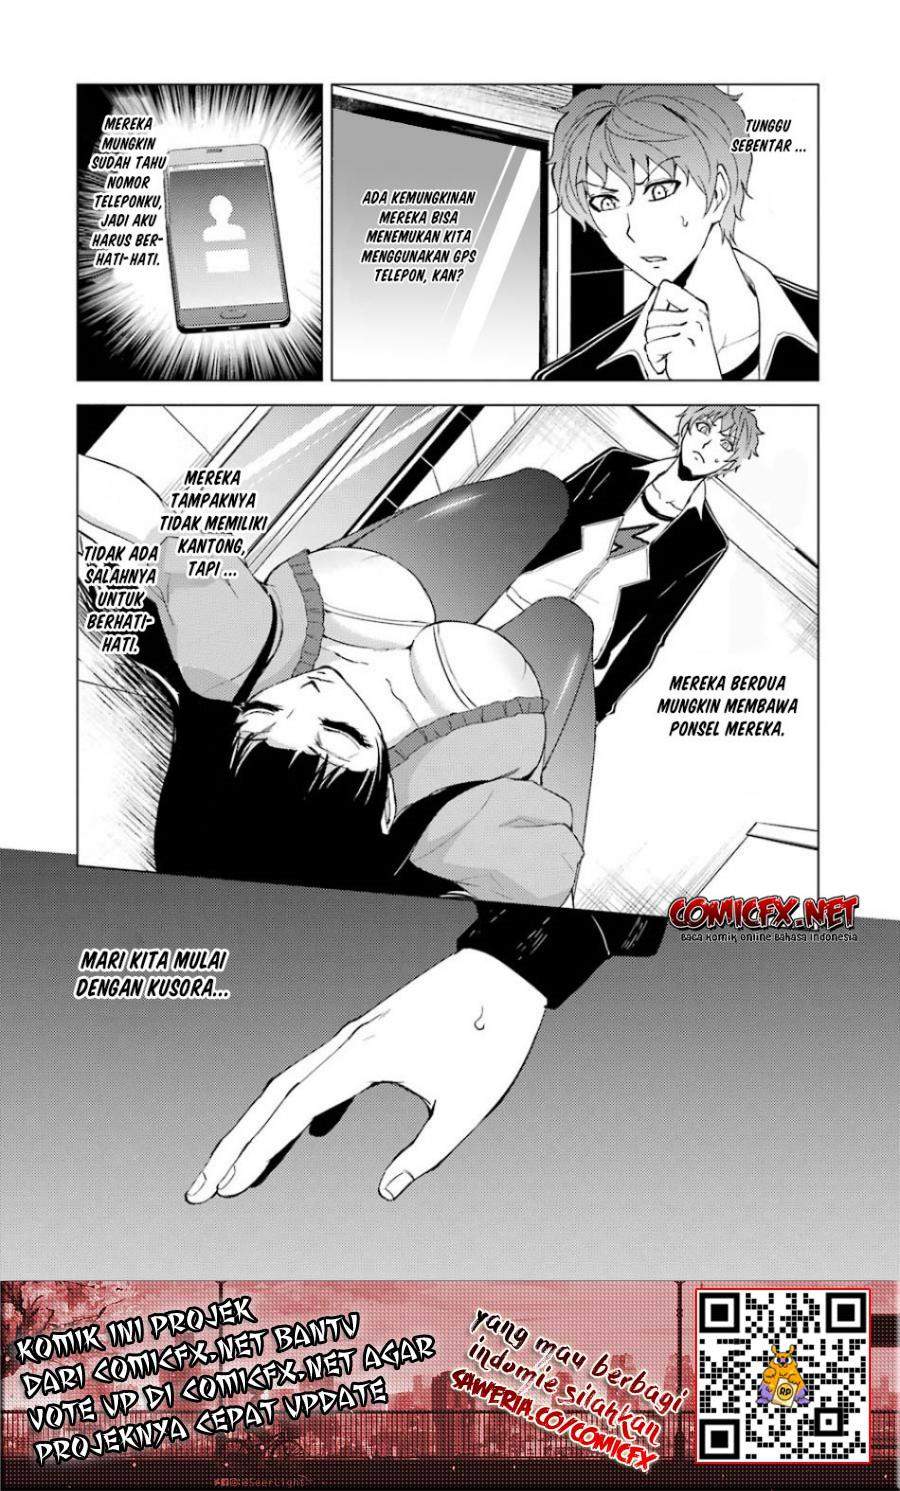 TUNGGU
SEBENTAR ...
ADA KEMUNGKINAN
MEREKA BISA
MENEMUKAN KITA
MENGGUNAKAN GPS
TELEPON, KAN?
MEREKA
MUNGKIN
SUDAH TAHU
NOMOR
TELEPONKU,
JADI AKU
HARUS BER-
HATI-HATI.
MEREKA BERDUA
MUNGKIN MEMBAWA
PONSEL MEREKA.
MEREKA
TAMPAKNYA
TIDAK MEMILIKI
KANTONG,
TAPI ...
TIDAK ADA
SALAHNYA
UNTUK
BERHATI-
HATI.
COMICFX.NET
Baca Komik Online Bahasa Indonesia
MARI KITA MULAI
DENGAN KUSORA...
KOMIK INI PROJEK
DARI COMICFX.NET BANTU
VOTE UP DI COMICFX.NET AGAR
PROJEKNYA CEPAT UPDATE
yang mau berbagi
indomie silahkan
SAWERIA.CO/COMICFX
@Seerlight